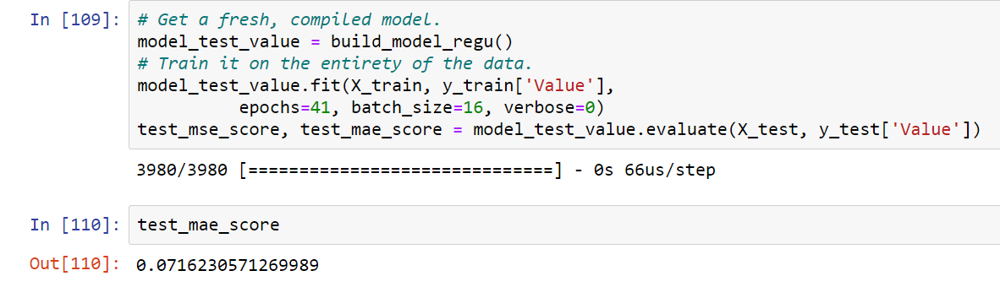 In [109]: # Get a fresh, compiled model.
model_test_value = build_model_regu()
# Train it on the entirety of the data.
model_test_value.fit(X_train, y_train['Value'],
epochs=41, batch_size=16, verbose=0)
test_mse_score, test_mae_score = model_test_value.evaluate(X_test, y_test['Value'])
3980/3980 [==============================] - 0s 66us/step
In [110]: test_mae_score
Out[110]: 0.0716230571269989